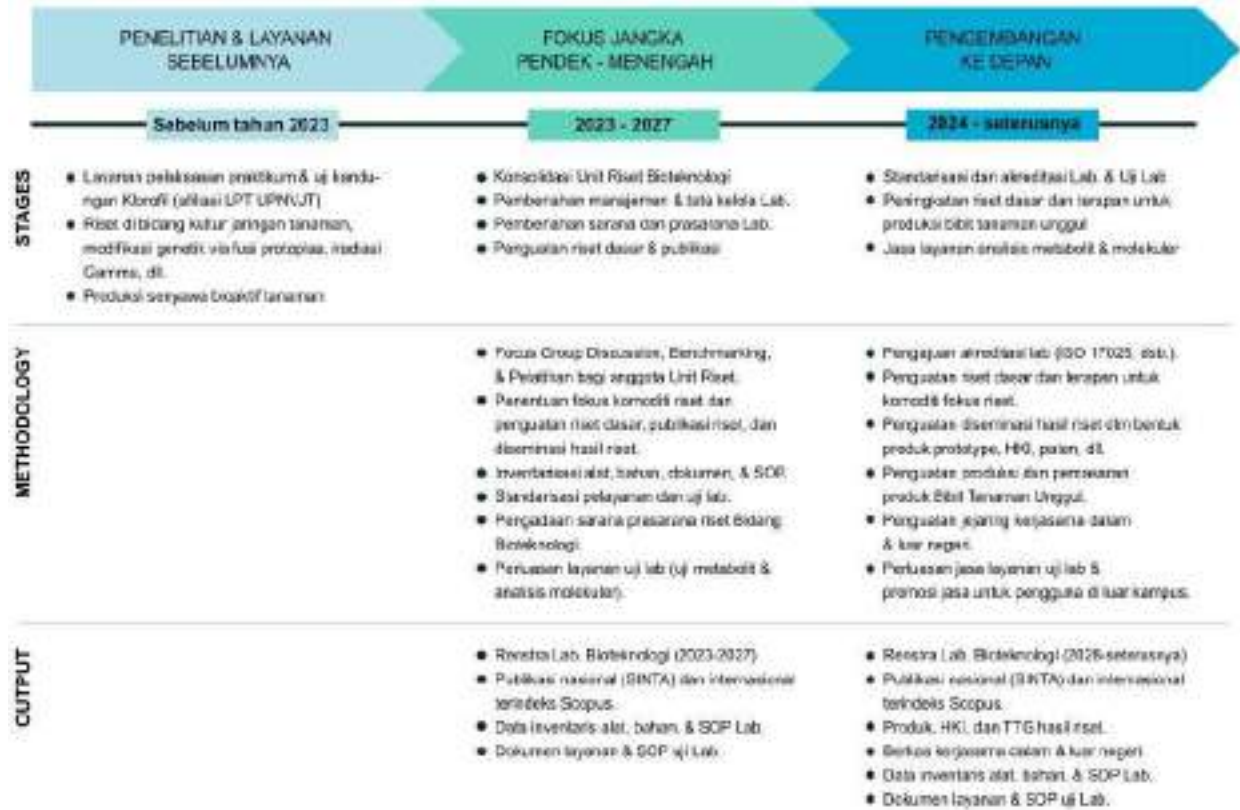 PENELITIAN & LAYANAN
SEBELUMNYA
FOKUS JANGKA
PENDEK - MENENGAH
PENGEMBANGAN
KE DEPAN
Sebelum tahun 2023
2023 - 2027
2024 - seterusnya
STAGES
Layanan pelaksanaan praktikum & uji kandu-
ngan Klorofil (afiliasi LPT UPNVJT)
Riset di bidang kultur jaringan tanaman,
modifikasi genetik via fusi protoplas, iradiasi
Gamma, dll.
Produksi senyawa bioaktif tanaman
Konsolidasi Unit Riset Bioteknologi
Pembenahan manajemen & tata kelola Lab.
Pembenahan sarana dan prasarana Lab.
Penguatan riset dasar & publikasi
Standarisasi dan akreditasi Lab. & Uji Lab
Peningkatan riset dasar dan terapan untuk
produksi bibit tanaman unggul
Jasa layanan analisis metabolit & molekuler
METHODOLOGY
Focus Group Discussion, Benchmarking,
& Pelatihan bagi anggota Unit Riset.
Penentuan fokus komoditi riset dan
penguatan riset dasar, publikasi riset, dan
diseminasi hasil riset.
Inventarisasi alat, bahan, dokumen, & SOP.
Standarisasi pelayanan dan uji lab.
Pengadaan sarana prasarana riset Bidang
Bioteknologi.
Perluasan layanan uji lab (uji metabolit &
analisis molekuler).
Pengajuan akreditasi lab (ISO 17025, dsb.).
Penguatan riset dasar dan terapan untuk
komoditi fokus riset.
Penguatan diseminasi hasil riset dlm bentuk
produk prototype, HKI, paten, dll.
Penguatan produksi dan pemasaran
produk Bibit Tanaman Unggul.
Penguatan jejaring kerjasama dalam
& luar negeri.
Perluasan jasa layanan uji lab &
promosi jasa untuk pengguna di luar kampus.
OUTPUT
Renstra Lab. Bioteknologi (2023-2027)
Publikasi nasional (SINTA) dan internasional
terindeks Scopus.
Data inventaris alat, bahan, & SOP Lab.
Dokumen layanan & SOP uji Lab.
Renstra Lab. Bioteknologi (2028-seterusnya)
Publikasi nasional (SINTA) dan internasional
terindeks Scopus.
Produk, HKI, dan TTG hasil riset.
Berkas kerjasama dalam & luar negeri
Data inventaris alat, bahan, & SOP Lab.
Dokumen layanan & SOP uji Lab.